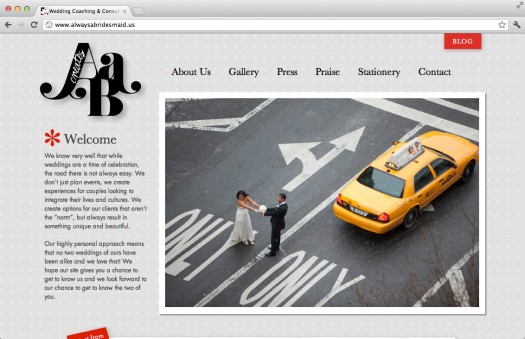 Wedding Coaching & Consul
www.alwaysabridesmaid.us
BLOG
AaB
creates
About Us
Gallery
Press
Praise
Stationery
Contact
Welcome
We know very well that while
weddings are a time of celebration,
the road there is not always easy. We
don't just plan events, we create
experiences for couples looking to
integrate their lives and cultures. We
create options for our clients that aren't
the "norm", but always result in
something unique and beautiful.
Our highly personal approach means
that no two weddings of ours have
been alike and we love that! We
hope our site gives you a chance to
get to know us and we look forward to
our chance to get to know the two of
you.
ONLY
ONLY
from